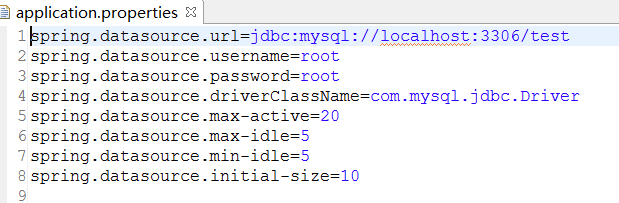 application.properties
1 spring.datasource.url=jdbc:mysql://localhost:3306/test
2 spring.datasource.username=root
3 spring.datasource.password=root
4 spring.datasource.driverClassName=com.mysql.jdbc.Driver
5 spring.datasource.max-active=20
6 spring.datasource.max-idle=5
7 spring.datasource.min-idle=5
8 spring.datasource.initial-size=10
9